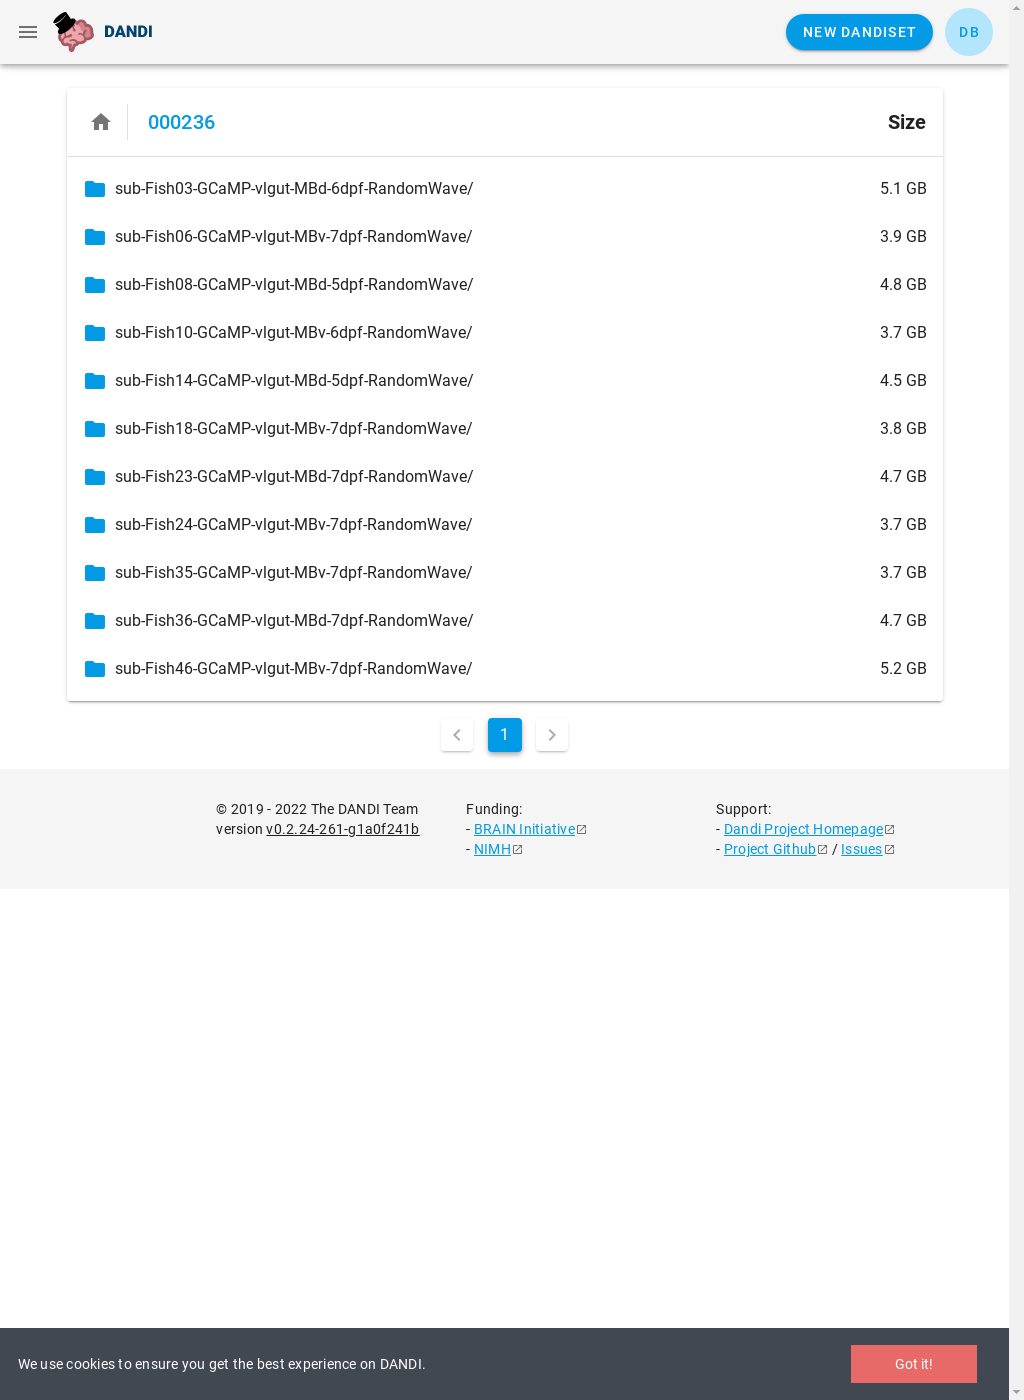 DANDI
NEW DANDISET
DB
000236
Size
sub-Fish03-GCaMP-vlgut-MBd-6dpf-RandomWave/ 5.1 GB
sub-Fish06-GCaMP-vlgut-MBv-7dpf-RandomWave/ 3.9 GB
sub-Fish08-GCaMP-vlgut-MBd-5dpf-RandomWave/ 4.8 GB
sub-Fish10-GCaMP-vlgut-MBv-6dpf-RandomWave/ 3.7 GB
sub-Fish14-GCaMP-vlgut-MBd-5dpf-RandomWave/ 4.5 GB
sub-Fish18-GCaMP-vlgut-MBv-7dpf-RandomWave/ 3.8 GB
sub-Fish23-GCaMP-vlgut-MBd-7dpf-RandomWave/ 4.7 GB
sub-Fish24-GCaMP-vlgut-MBv-7dpf-RandomWave/ 3.7 GB
sub-Fish35-GCaMP-vlgut-MBv-7dpf-RandomWave/ 3.7 GB
sub-Fish36-GCaMP-vlgut-MBd-7dpf-RandomWave/ 4.7 GB
sub-Fish46-GCaMP-vlgut-MBv-7dpf-RandomWave/ 5.2 GB
1
© 2019 - 2022 The DANDI Team
version v0.2.24-261-g1a0f241b
Funding:
- BRAIN Initiative
- NIMH
Support:
- Dandi Project Homepage
- Project Github / Issues
We use cookies to ensure you get the best experience on DANDI.
Got it!